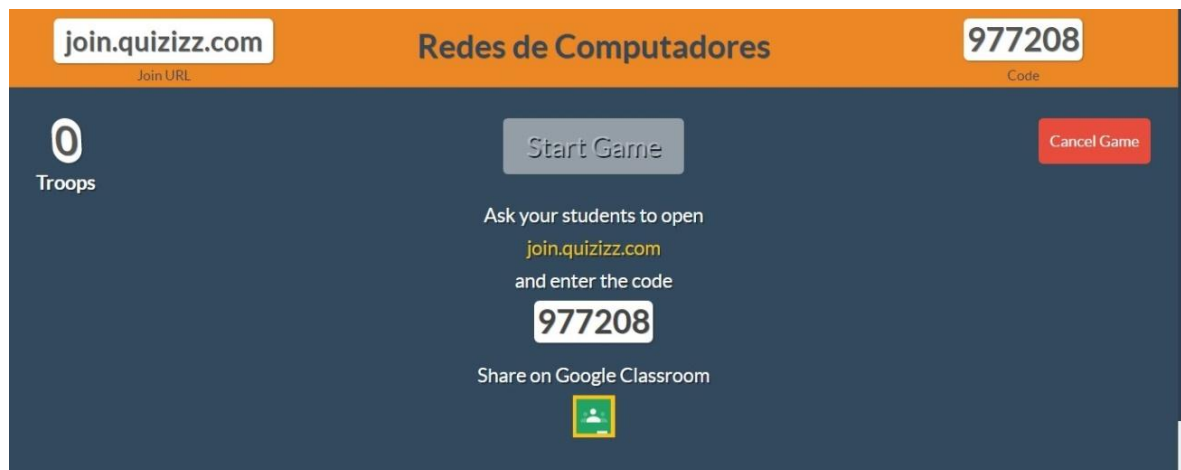 join.quizizz.com
Join URL
Redes de Computadores
977208
Code
0
Troops
Start Game
Cancel Game
Ask your students to open
join.quizizz.com
and enter the code
977208
Share on Google Classroom